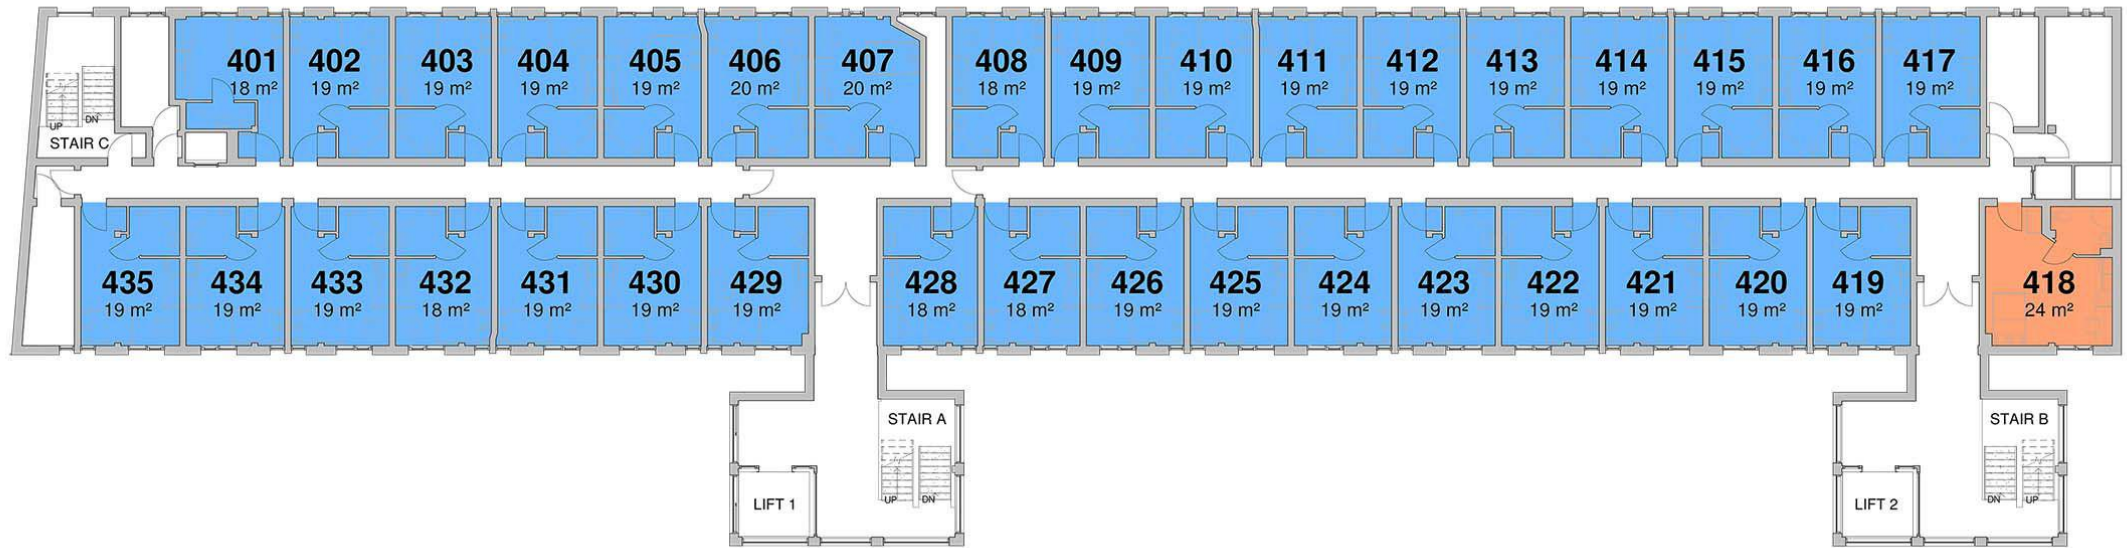 401
18 m²
402
19 m²
403
19 m²
404
19 m²
405
19 m²
406
20 m²
407
20 m²
408
18 m²
409
19 m²
410
19 m²
411
19 m²
412
19 m²
413
19 m²
414
19 m²
415
19 m²
416
19 m²
417
19 m²
UP
DN
STAIR C
435
19 m²
434
19 m²
433
19 m²
432
18 m²
431
19 m²
430
19 m²
429
19 m²
428
18 m²
427
18 m²
426
19 m²
425
19 m²
424
19 m²
423
19 m²
422
19 m²
421
19 m²
420
19 m²
419
19 m²
418
24 m²
STAIR A
UP
DN
LIFT 1
STAIR B
DN
UP
LIFT 2